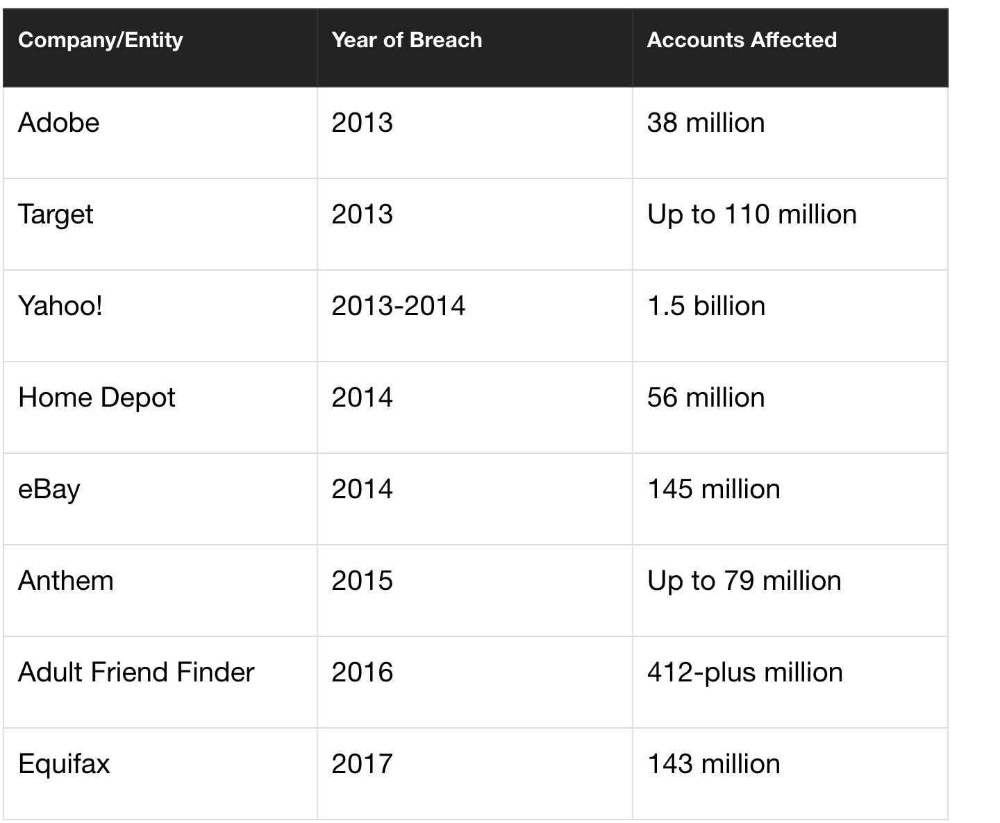 Company/Entity Year of Breach Accounts Affected
Adobe 2013 38 million
Target 2013 Up to 110 million
Yahoo! 2013-2014 1.5 billion
Home Depot 2014 56 million
eBay 2014 145 million
Anthem 2015 Up to 79 million
Adult Friend Finder 2016 412-plus million
Equifax 2017 143 million